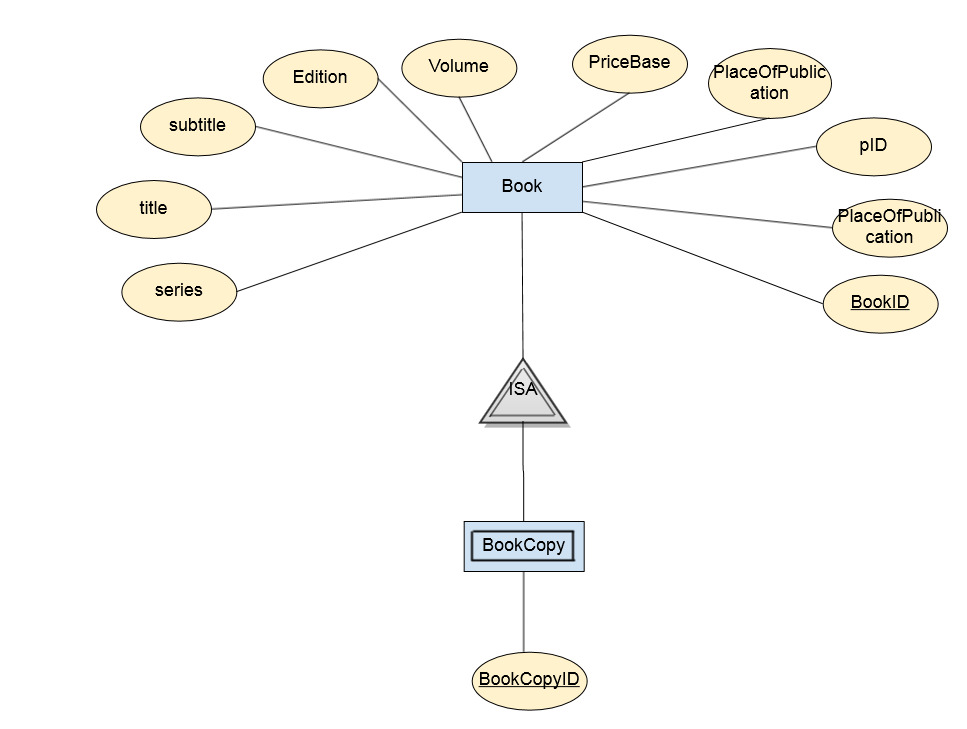 Volume
PriceBase
Edition
PlaceOfPublic
ation
subtitle
pID
Book
title
PlaceOfPubli
cation
series
BookID
ISA
BookCopy
BookCopyID